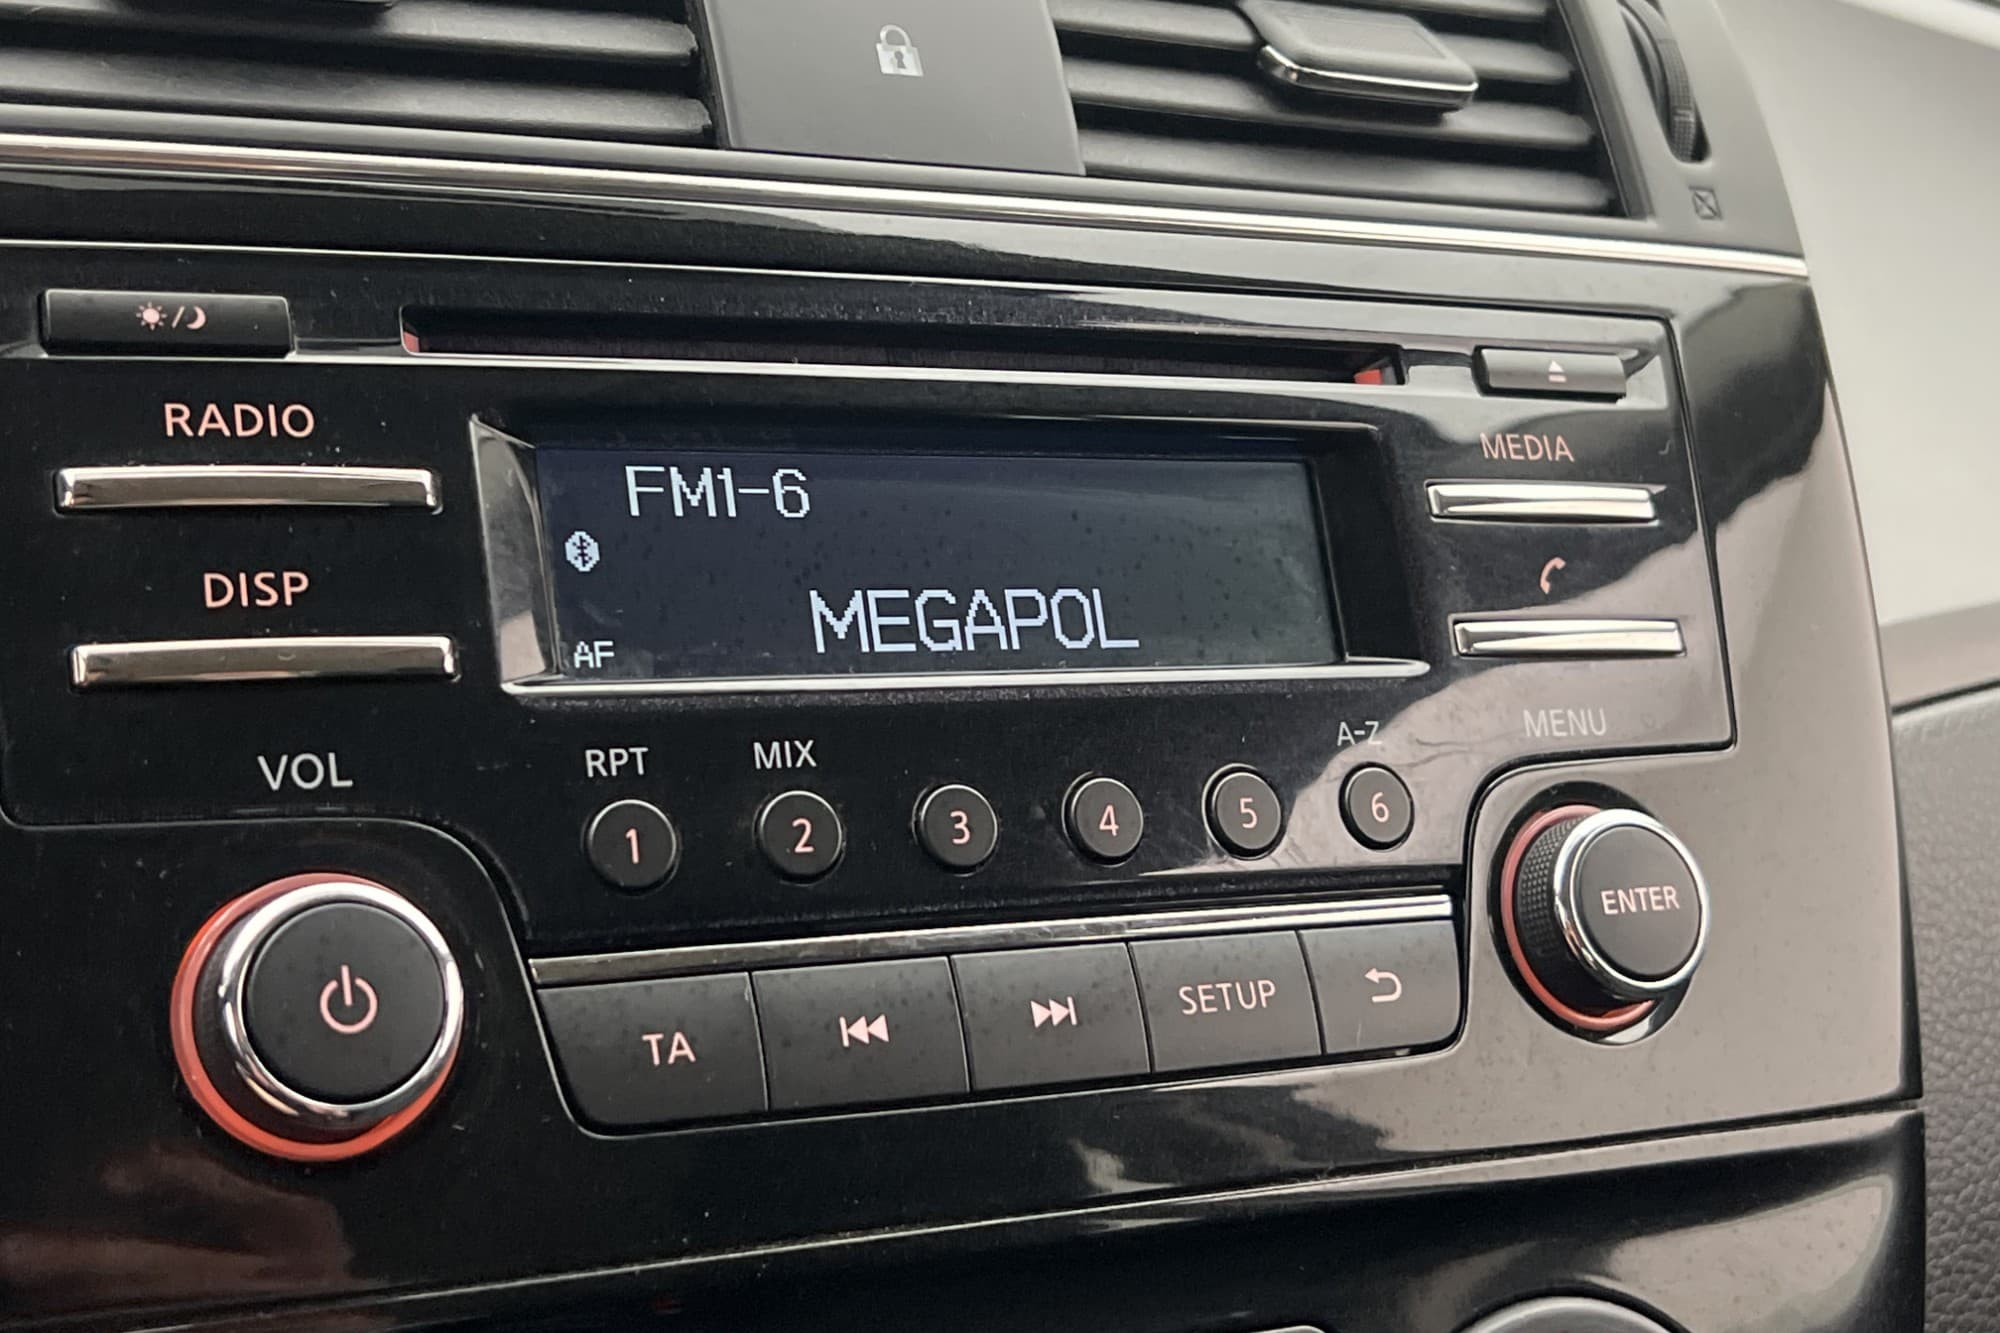 RADIO
MEDIA
FM1-6
DISP
AF
MEGAPOL
VOL
RPT
MIX
A-Z
MENU
1
2
3
4
5
6
ENTER
TA
SETUP